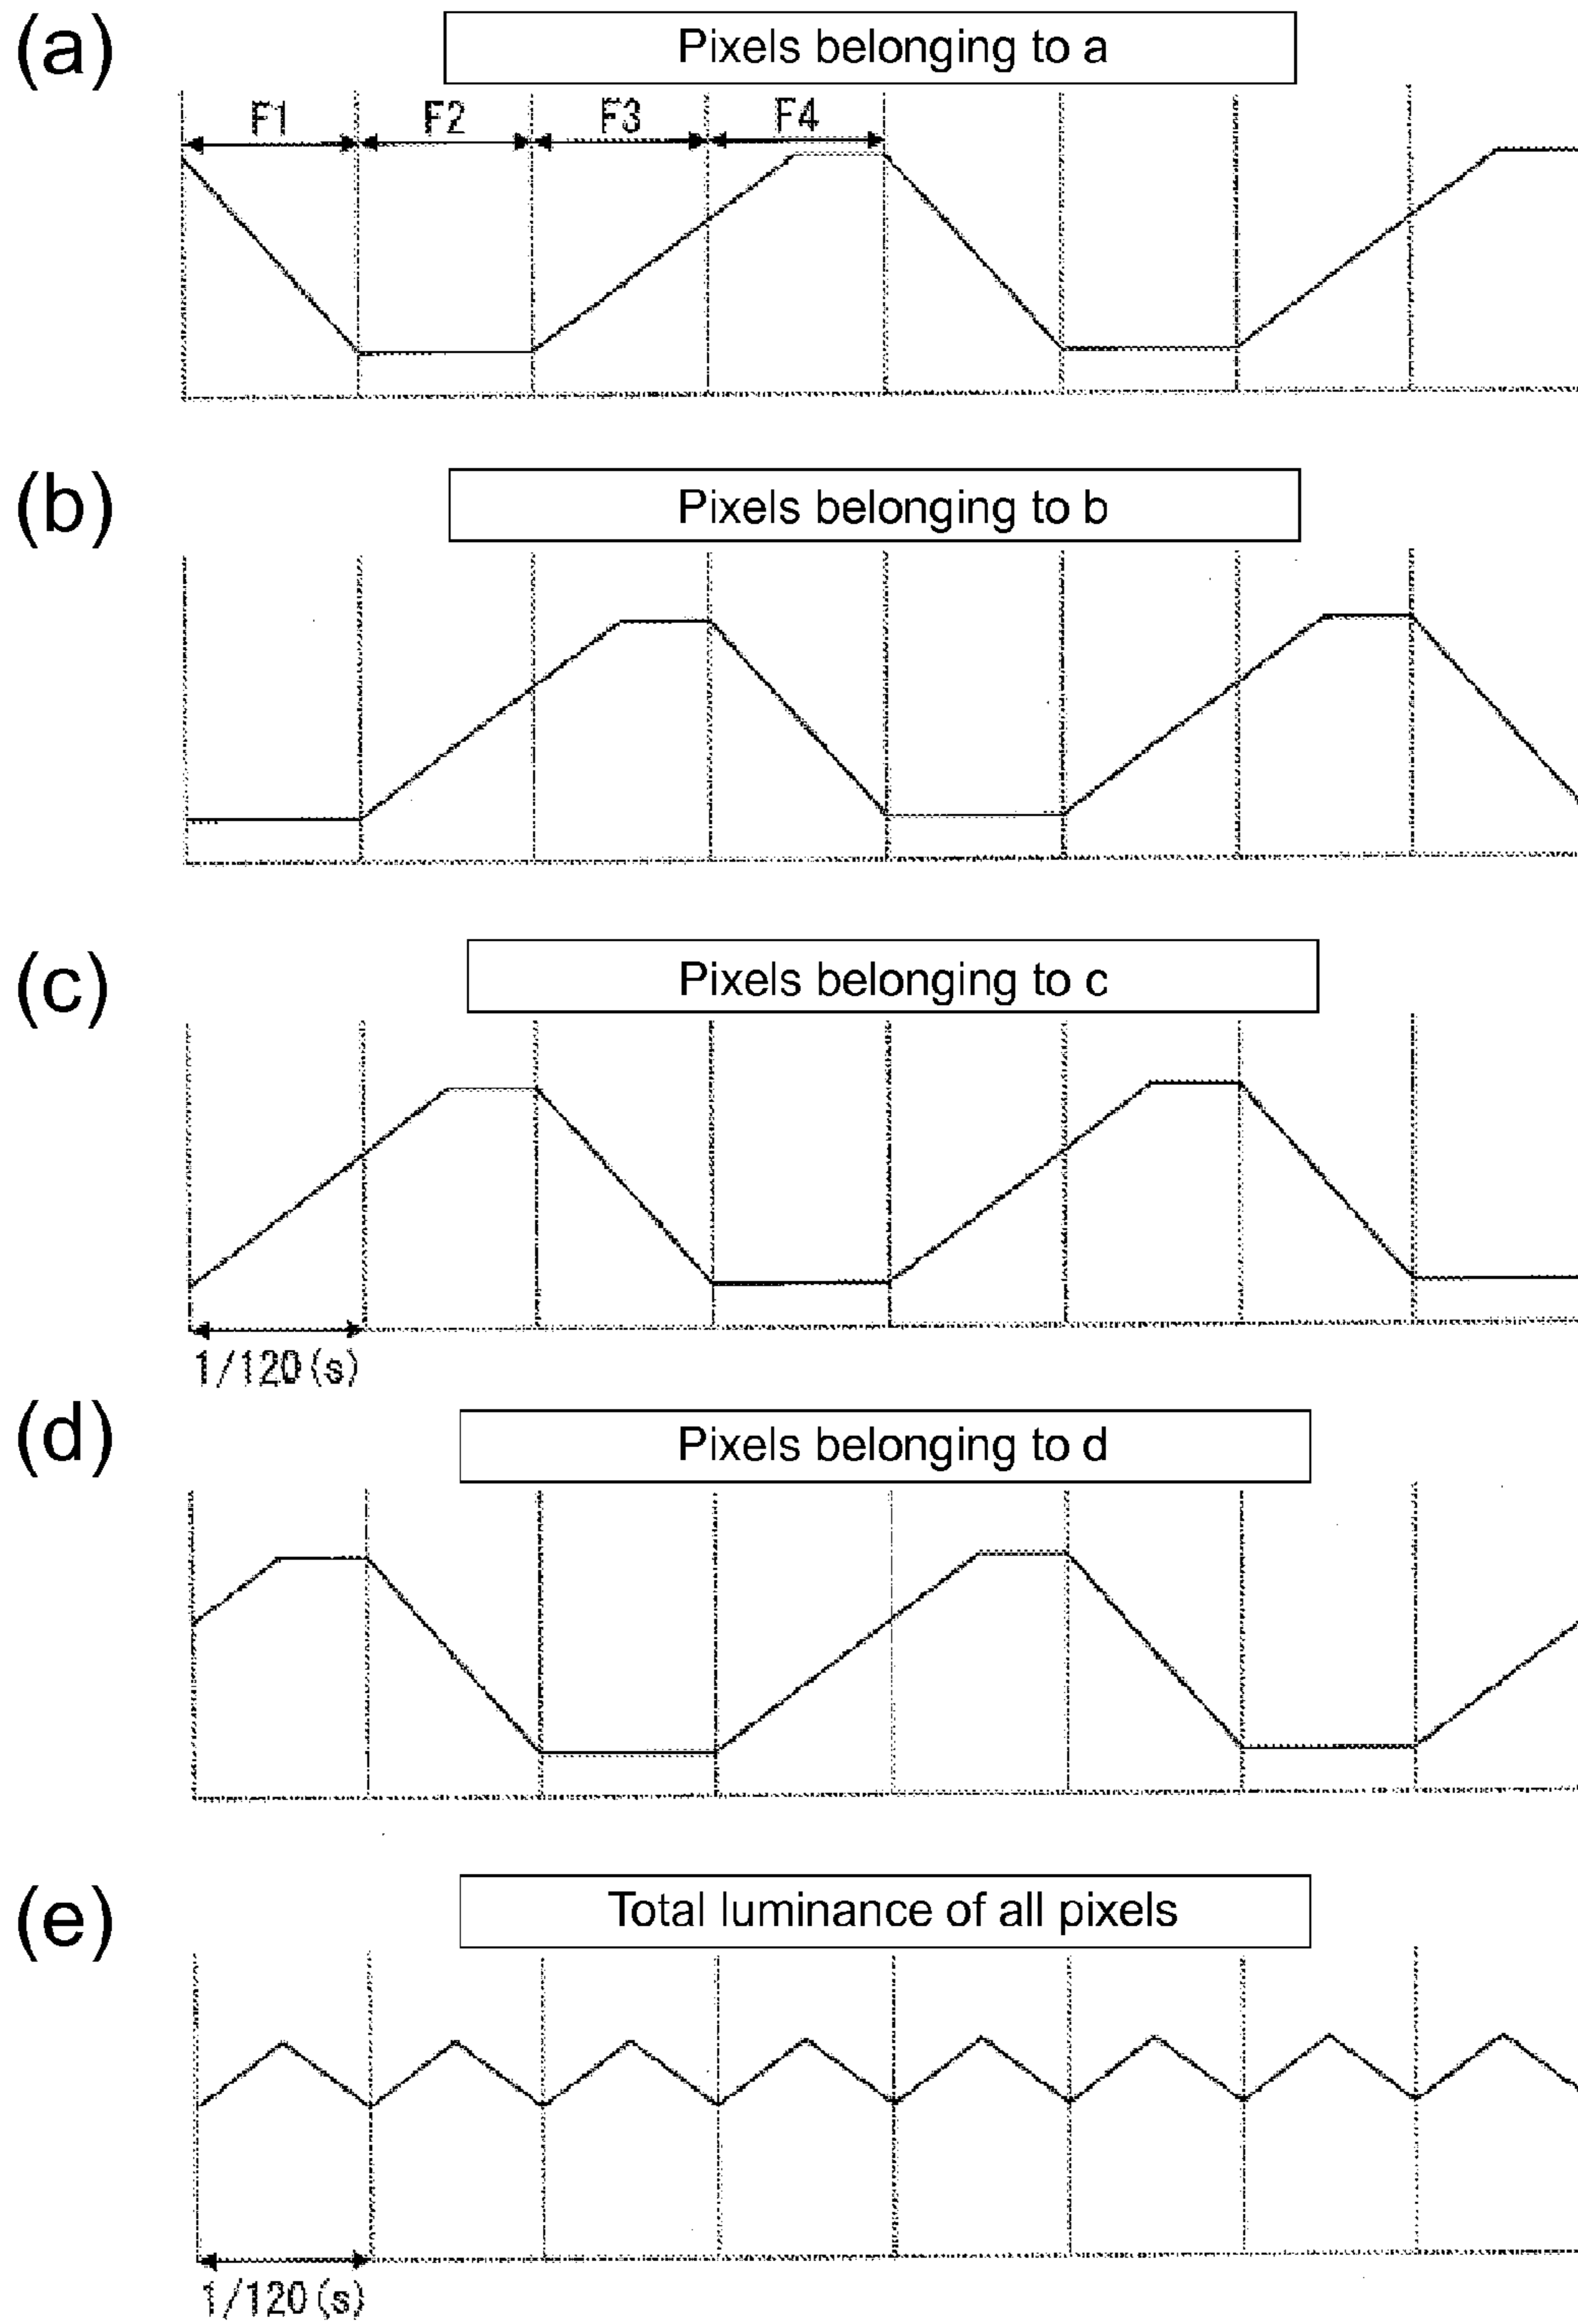 (a)
Pixels belonging to a
F1 F2 F3 F4
(b)
Pixels belonging to b
(c)
Pixels belonging to c
1/120(s)
(d)
Pixels belonging to d
(e)
Total luminance of all pixels
1/120(s)